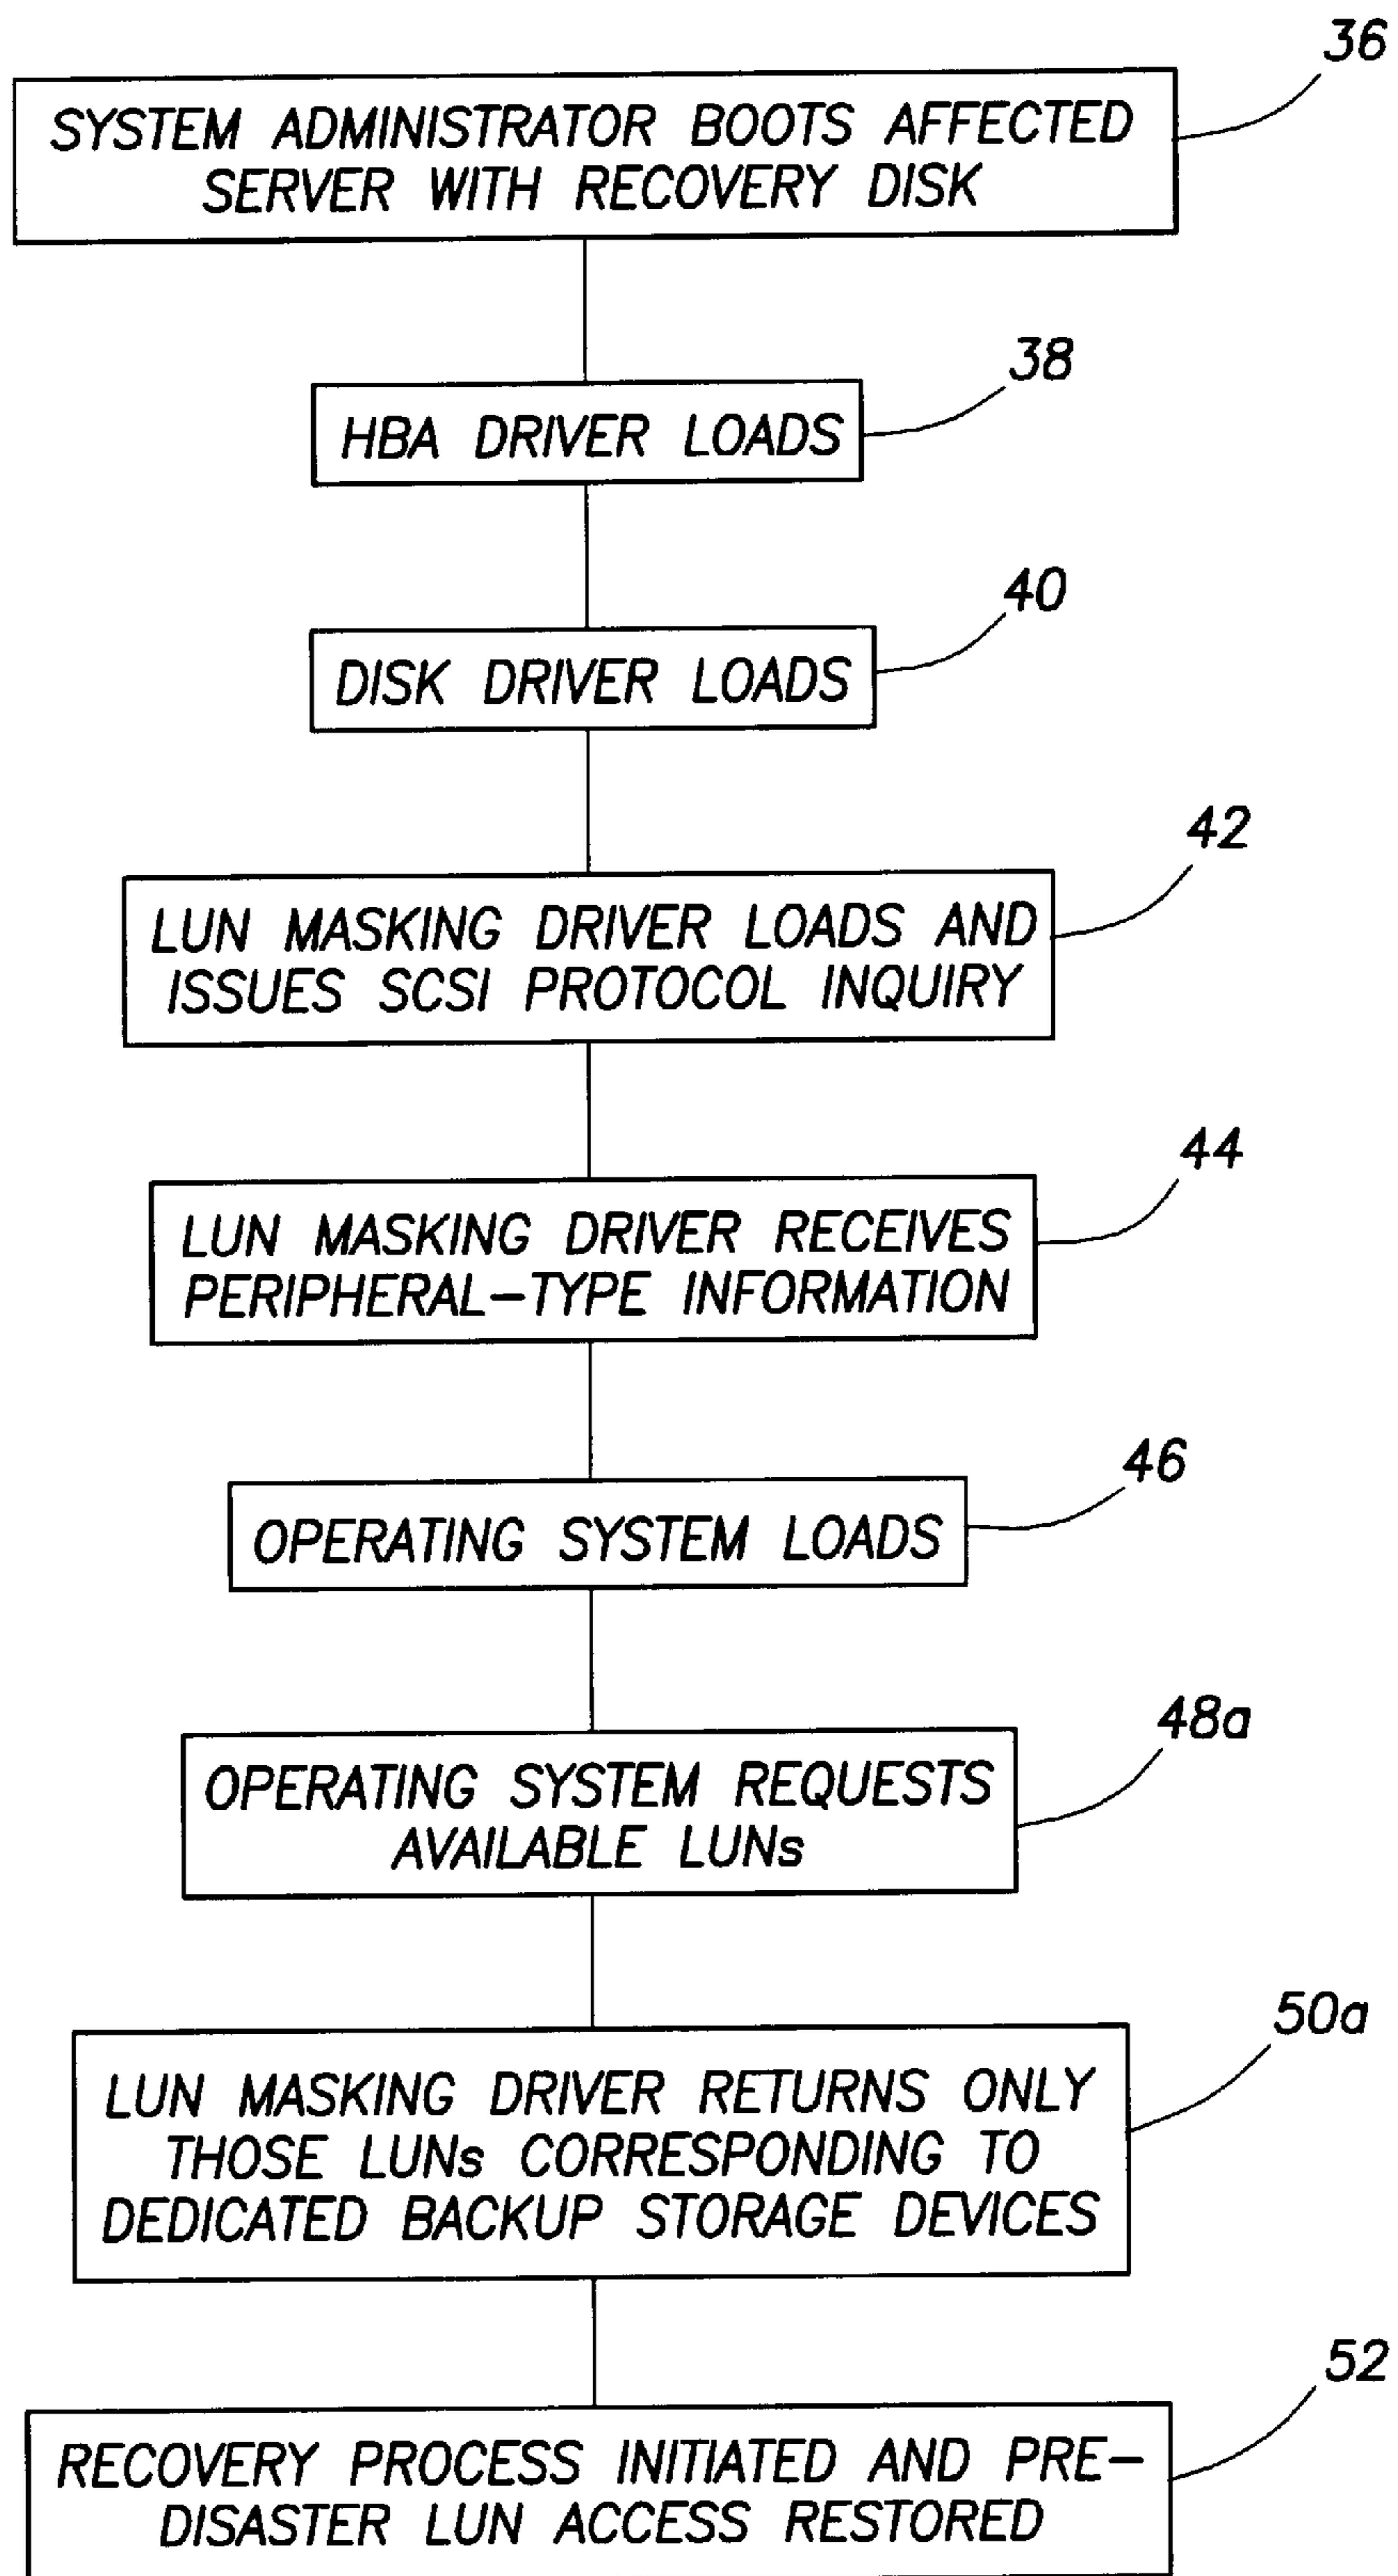 36
SYSTEM ADMINISTRATOR BOOTS AFFECTED
SERVER WITH RECOVERY DISK
38
HBA DRIVER LOADS
40
DISK DRIVER LOADS
42
LUN MASKING DRIVER LOADS AND
ISSUES SCSI PROTOCOL INQUIRY
44
LUN MASKING DRIVER RECEIVES
PERIPHERAL-TYPE INFORMATION
46
OPERATING SYSTEM LOADS
48a
OPERATING SYSTEM REQUESTS
AVAILABLE LUNs
50a
LUN MASKING DRIVER RETURNS ONLY
THOSE LUNs CORRESPONDING TO
DEDICATED BACKUP STORAGE DEVICES
52
RECOVERY PROCESS INITIATED AND PRE-
DISASTER LUN ACCESS RESTORED